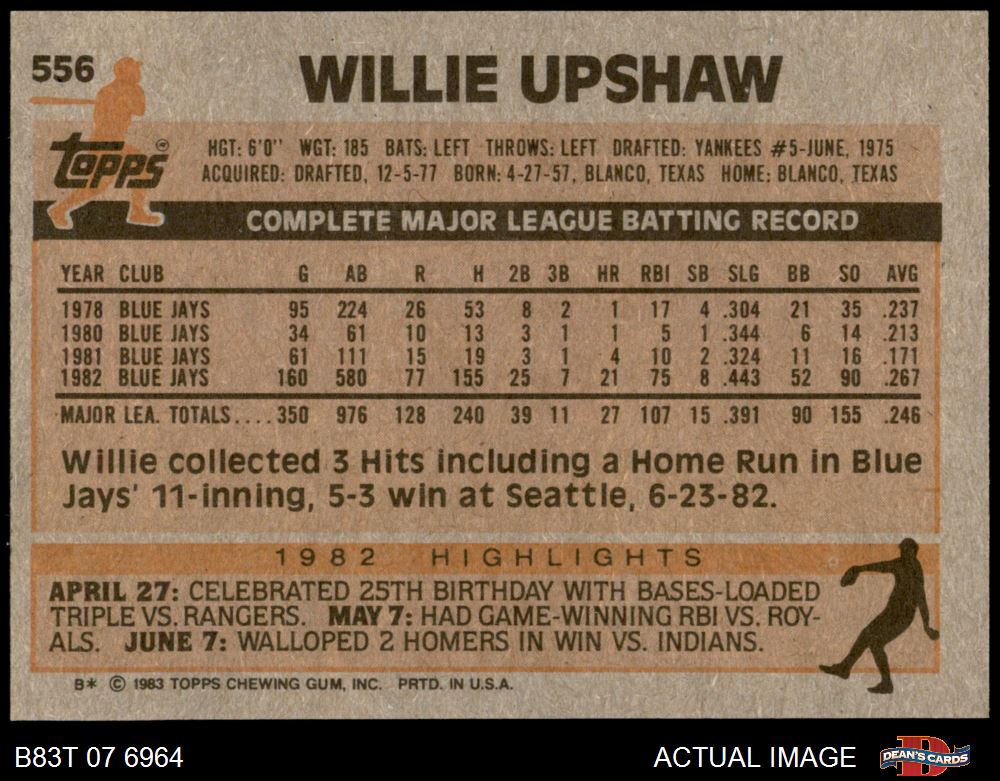 556
WILLIE UPSHAW
topps ®
HGT: 6'0" WGT: 185 BATS: LEFT THROWS: LEFT DRAFTED: YANKEES #5-JUNE, 1975
ACQUIRED: DRAFTED, 12-5-77 BORN: 4-27-57, BLANCO, TEXAS HOME: BLANCO, TEXAS
COMPLETE MAJOR LEAGUE BATTING RECORD
YEAR CLUB G AB R H 2B 3B HR RBI SB SLG BB SO AVG
1978 BLUE JAYS 95 224 26 53 8 2 1 17 4 .304 21 35 .237
1980 BLUE JAYS 34 61 10 13 3 1 1 5 1 .344 6 14 .213
1981 BLUE JAYS 61 111 15 19 3 1 4 10 2 .324 11 16 .171
1982 BLUE JAYS 160 580 77 155 25 7 21 75 8 .443 52 90 .267
MAJOR LEA. TOTALS.... 350 976 128 240 39 11 27 107 15 .391 90 155 .246
Willie collected 3 Hits including a Home Run in Blue
Jays' 11-inning, 5-3 win at Seattle, 6-23-82.
1982 HIGHLIGHTS
APRIL 27: CELEBRATED 25TH BIRTHDAY WITH BASES-LOADED
TRIPLE VS. RANGERS. MAY 7: HAD GAME-WINNING RBI VS. ROY-
ALS. JUNE 7: WALLOPED 2 HOMERS IN WIN VS. INDIANS.
B* © 1983 TOPPS CHEWING GUM, INC. PRTD. IN U.S.A.
B83T 07 6964
ACTUAL IMAGE
DEAN'S CARDS